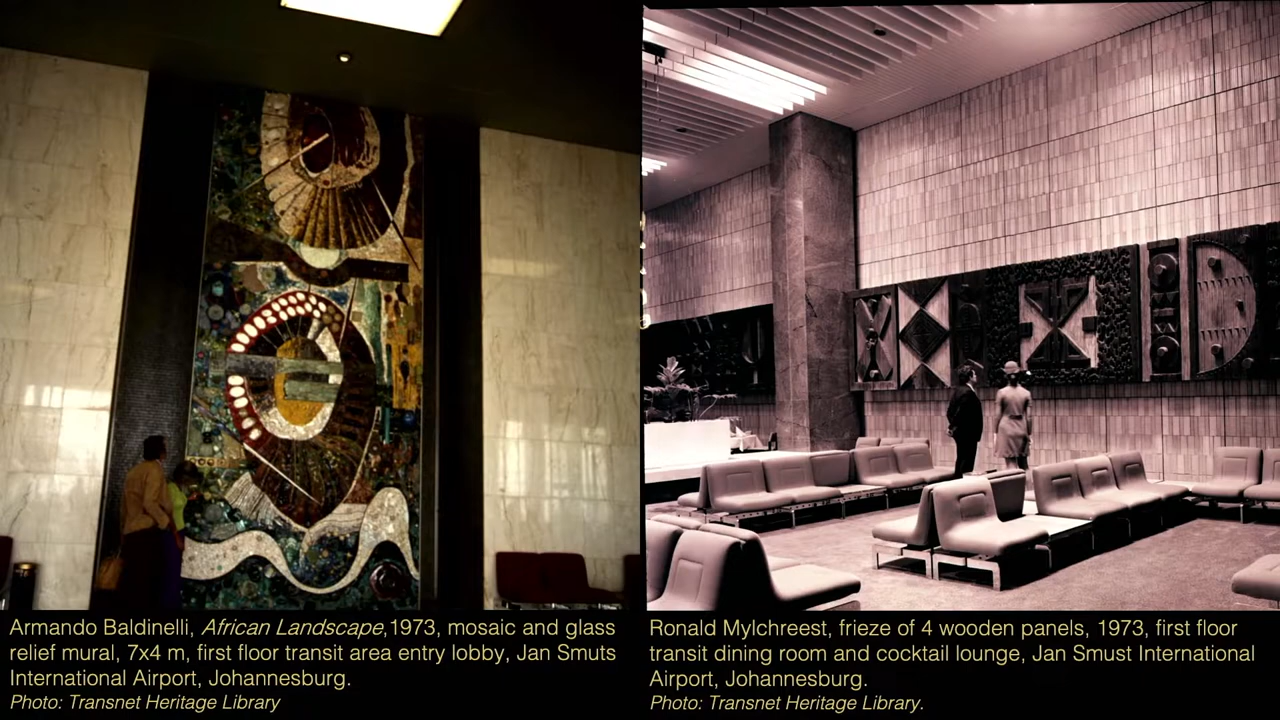 Armando Baldinelli, African Landscape,1973, mosaic and glass
relief mural, 7x4 m, first floor transit area entry lobby, Jan Smuts
International Airport, Johannesburg.
Photo: Transnet Heritage Library
Ronald Mylchreest, frieze of 4 wooden panels, 1973, first floor
transit dining room and cocktail lounge, Jan Smust International
Airport, Johannesburg.
Photo: Transnet Heritage Library.